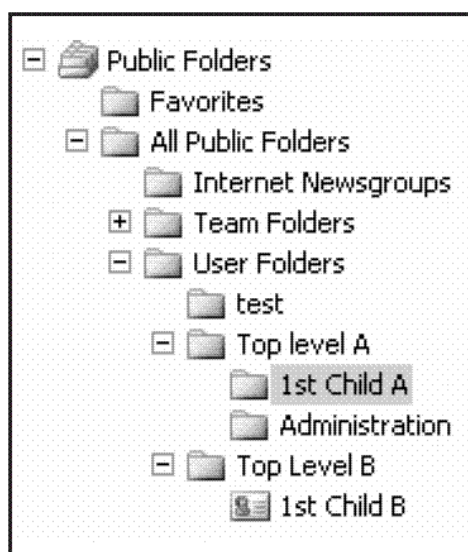 Public Folders
Favorites
All Public Folders
Internet Newsgroups
Team Folders
User Folders
test
Top level A
1st Child A
Administration
Top Level B
1st Child B